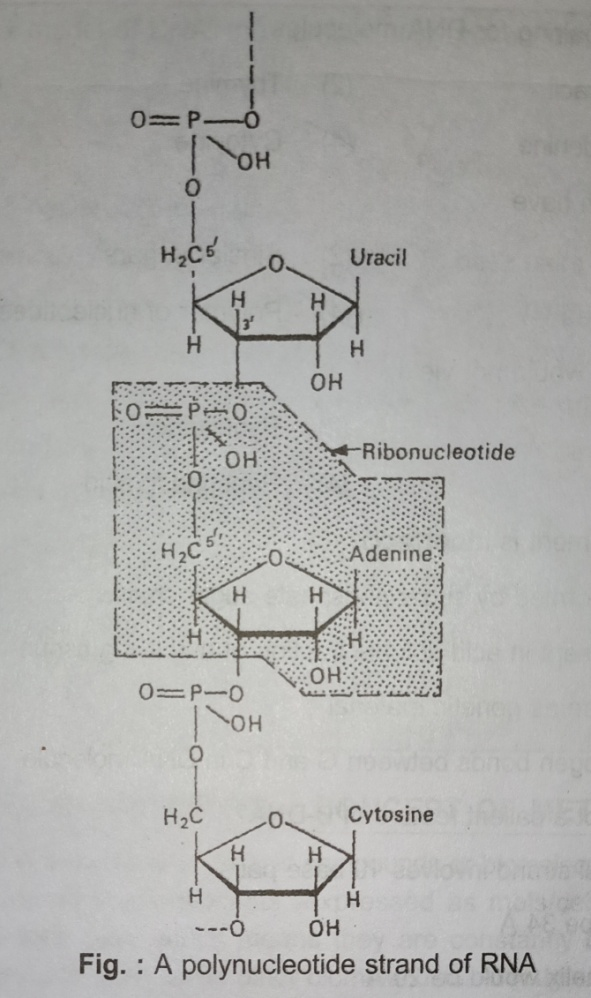 O=P—O
OH
O
H₂C5′
O
Uracil
H H
3′
H H
OH
O=P—O
OH
Ribonucleotide
O
H₂C5′
O
Adenine
H H
H H
OH
O=P—O
OH
O
H₂C
O
Cytosine
H H
H H
---O OH
Fig. : A polynucleotide strand of RNA